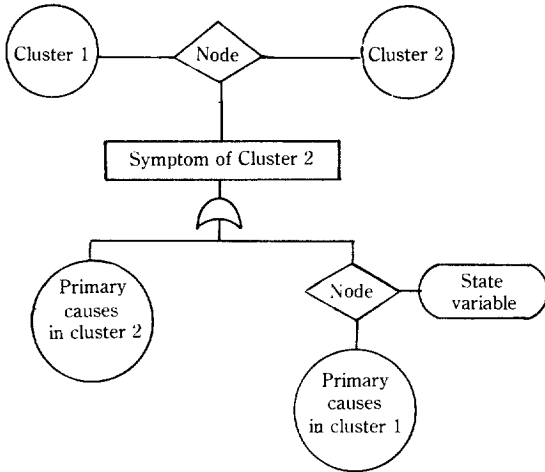 Cluster 1
Node
Cluster 2
Symptom of Cluster 2
Primary
causes
in cluster 2
Node
State
variable
Primary
causes
in cluster 1